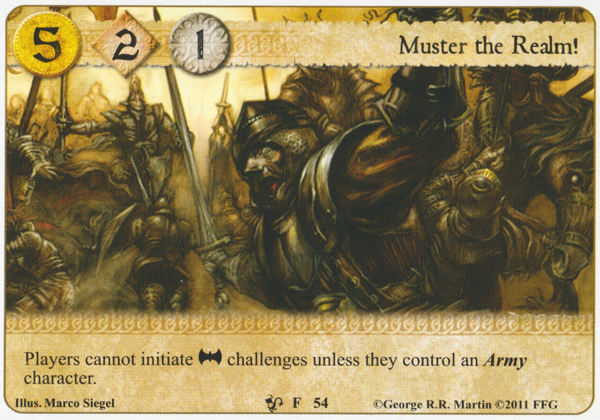 5 2 1 Muster the Realm!
Players cannot initiate challenges unless they control an Army
character.
Illus. Marco Siegel F 54 ©George R.R. Martin ©2011 FFG